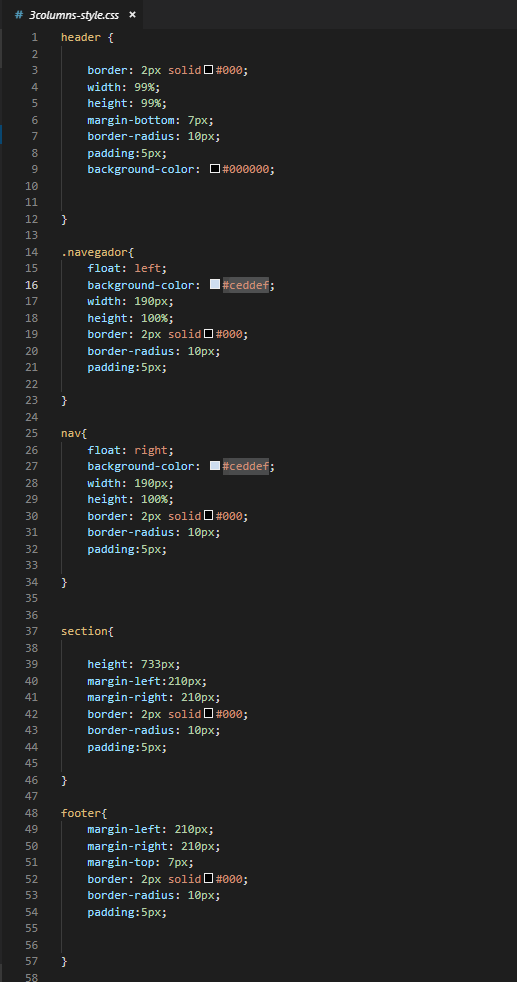 # 3columns-style.css ×
1 header {
2
3 border: 2px solid #000;
4 width: 99%;
5 height: 99%;
6 margin-bottom: 7px;
7 border-radius: 10px;
8 padding:5px;
9 background-color: #000000;
10
11
12 }
13
14 .navegador{
15 float: left;
16 background-color: #ceddef;
17 width: 190px;
18 height: 100%;
19 border: 2px solid #000;
20 border-radius: 10px;
21 padding:5px;
22
23 }
24
25 nav{
26 float: right;
27 background-color: #ceddef;
28 width: 190px;
29 height: 100%;
30 border: 2px solid #000;
31 border-radius: 10px;
32 padding:5px;
33
34 }
35
36
37 section{
38
39 height: 733px;
40 margin-left:210px;
41 margin-right: 210px;
42 border: 2px solid #000;
43 border-radius: 10px;
44 padding:5px;
45
46 }
47
48 footer{
49 margin-left: 210px;
50 margin-right: 210px;
51 margin-top: 7px;
52 border: 2px solid #000;
53 border-radius: 10px;
54 padding:5px;
55
56
57 }
58